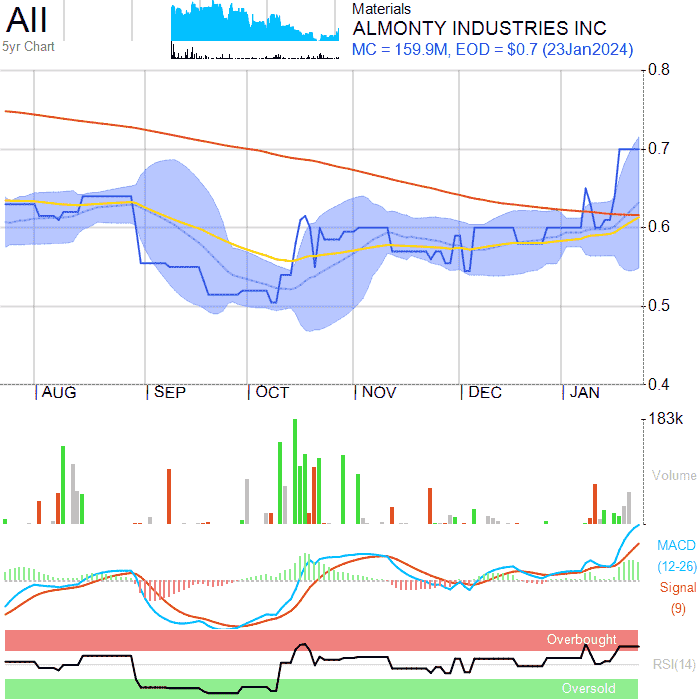 AII
5yr Chart
Materials
ALMONTY INDUSTRIES INC
MC = 159.9M, EOD = $0.7 (23Jan2024)
0.8
0.7
0.6
0.5
0.4
AUG SEP OCT NOV DEC JAN
183k
Volume
MACD
(12-26)
Signal
(9)
Overbought
RSI(14)
Oversold